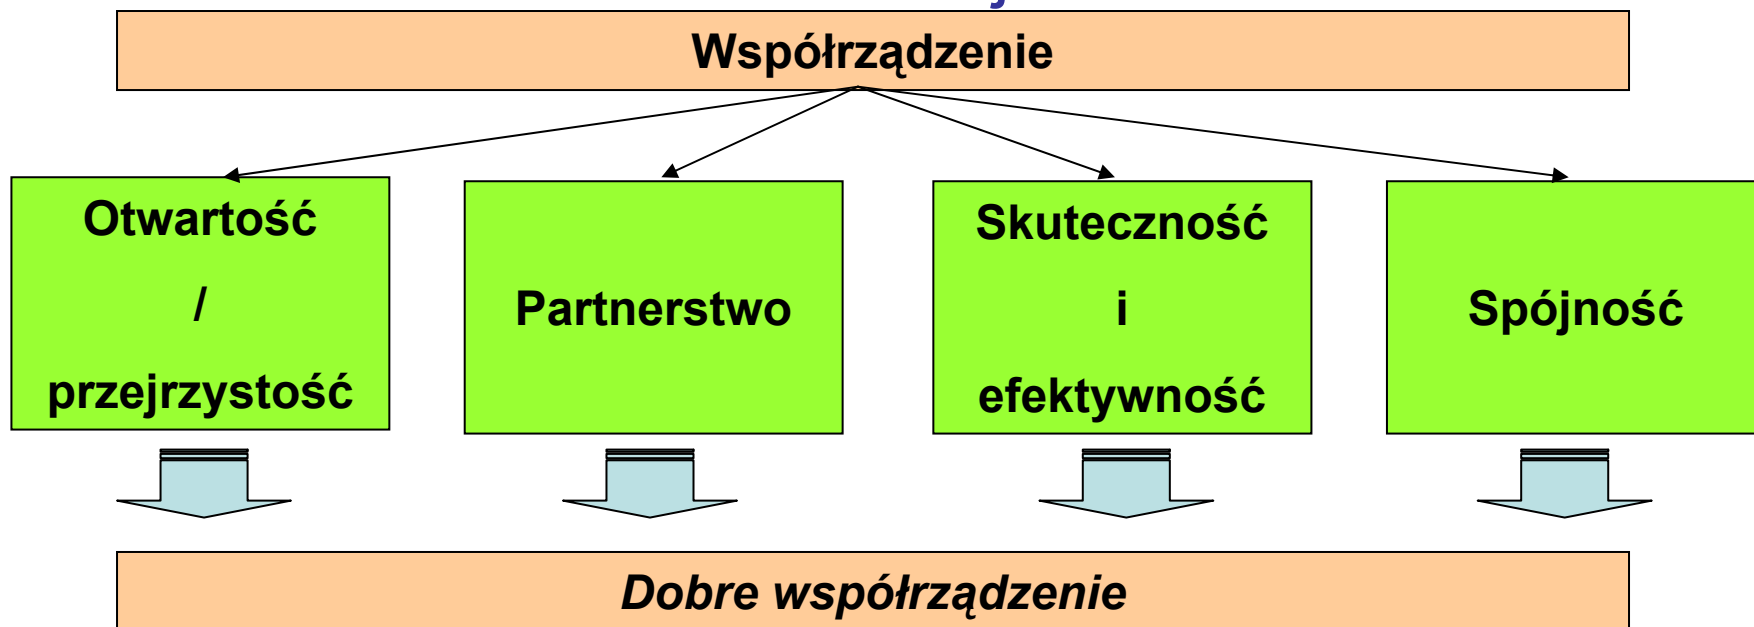 Współrządzenie
Otwartość
/
przejrzystość
Partnerstwo
Skuteczność
i
efektywność
Spójność
Dobre współrządzenie